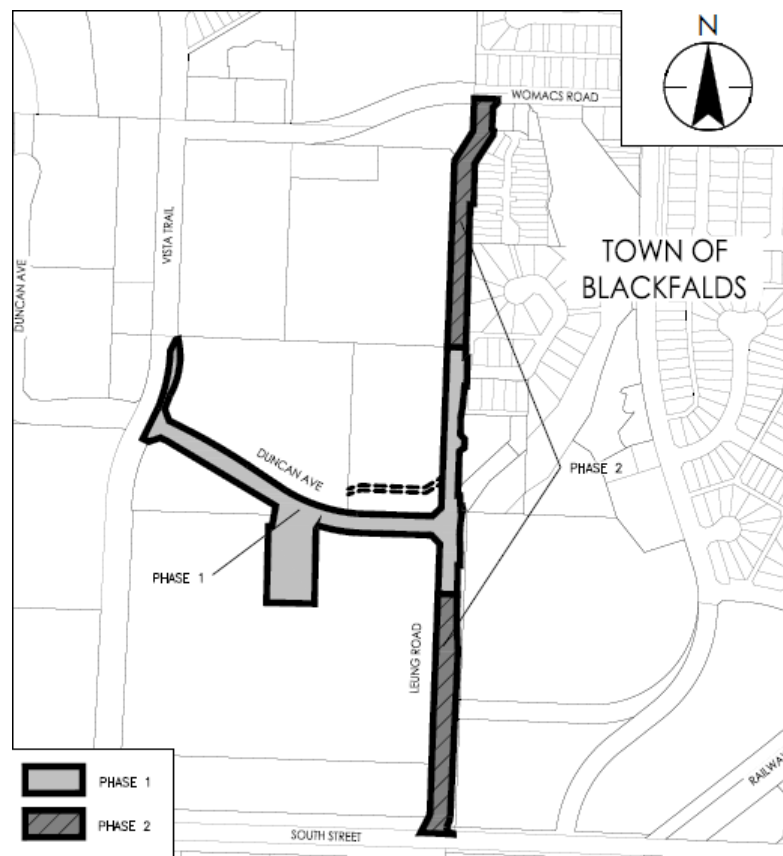 N
WOMACS ROAD
VISTA TRAIL
TOWN OF
BLACKFALDS
DUNCAN AVE
DUNCAN AVE
PHASE 2
PHASE 1
LEUNG ROAD
RAILWAY
PHASE 1
PHASE 2
SOUTH STREET